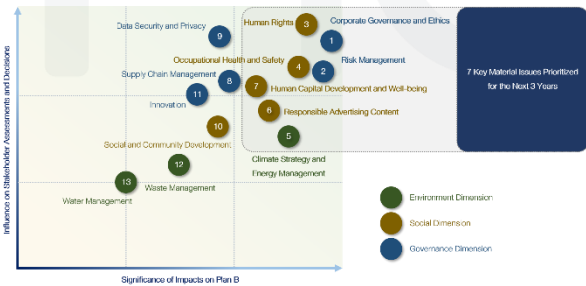 Influence on Stakeholder Assessments and Decisions
Human Rights
3
Corporate Governance and Ethics
Data Security and Privacy
9
1
Occupational Health and Safety
4
Risk Management
2
Supply Chain Management
8
7
Human Capital Development and Well-being
11
Innovation
6
Responsible Advertising Content
10
5
Social and Community Development
Climate Strategy and
Energy Management
12
Waste Management
13
Water Management
7 Key Material Issues Prioritized
for the Next 3 Years
Environment Dimension
Social Dimension
Governance Dimension
Significance of Impacts on Plan B